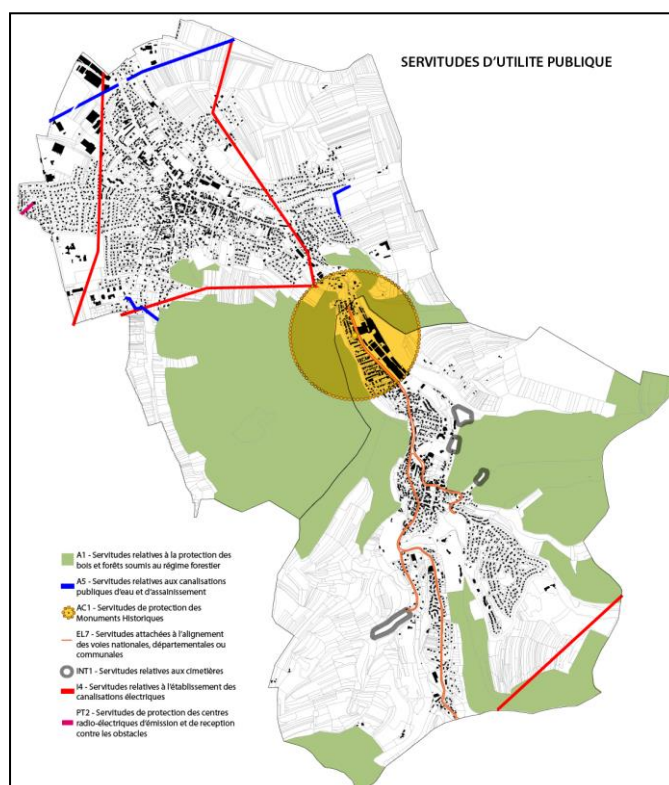 SERVITUDES D'UTILITE PUBLIQUE
A1 - Servitudes relatives à la protection des
bois et forêts soumis au régime forestier
A5 - Servitudes relatives aux canalisations
publiques d'eau et d'assainissement
AC1 - Servitudes de protection des
Monuments Historiques
EL7 - Servitudes attachées à l'alignement
des voies nationales, départementales ou
communales
INT1 - Servitudes relatives aux cimetières
I4 - Servitudes relatives à l'établissement des
canalisations électriques
PT2 - Servitudes de protection des centres
radio-électriques d'émission et de reception
contre les obstacles